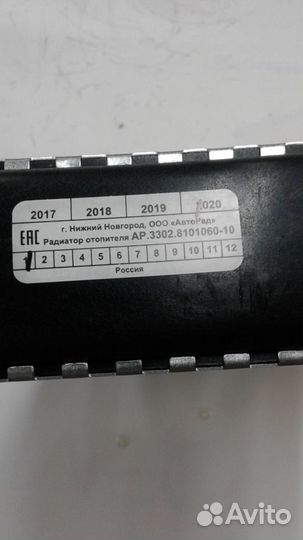 2017 2018 2019 2020
г. Нижний Новгород, ООО «АвтоРад»
EAC Радиатор отопителя АР.3302.8101060-10
1 2 3 4 5 6 7 8 9 10 11 12
Россия
Avito